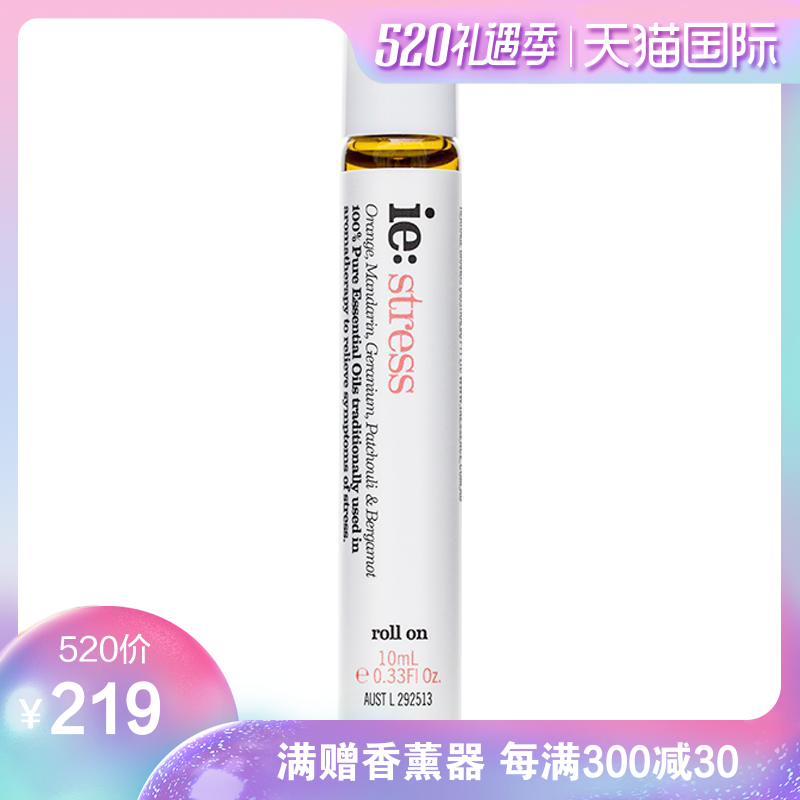 520礼遇季|天猫国际
ie: stress
Orange, Mandarin, Geranium, Patchouli & Bergamot
100% Pure Essential Oils traditionally used in
aromatherapy to relieve symptoms of stress.
roll on
10mL
e 0.33Fl Oz.
AUST L 292513
520价
¥219
满赠香薰器 每满300减30